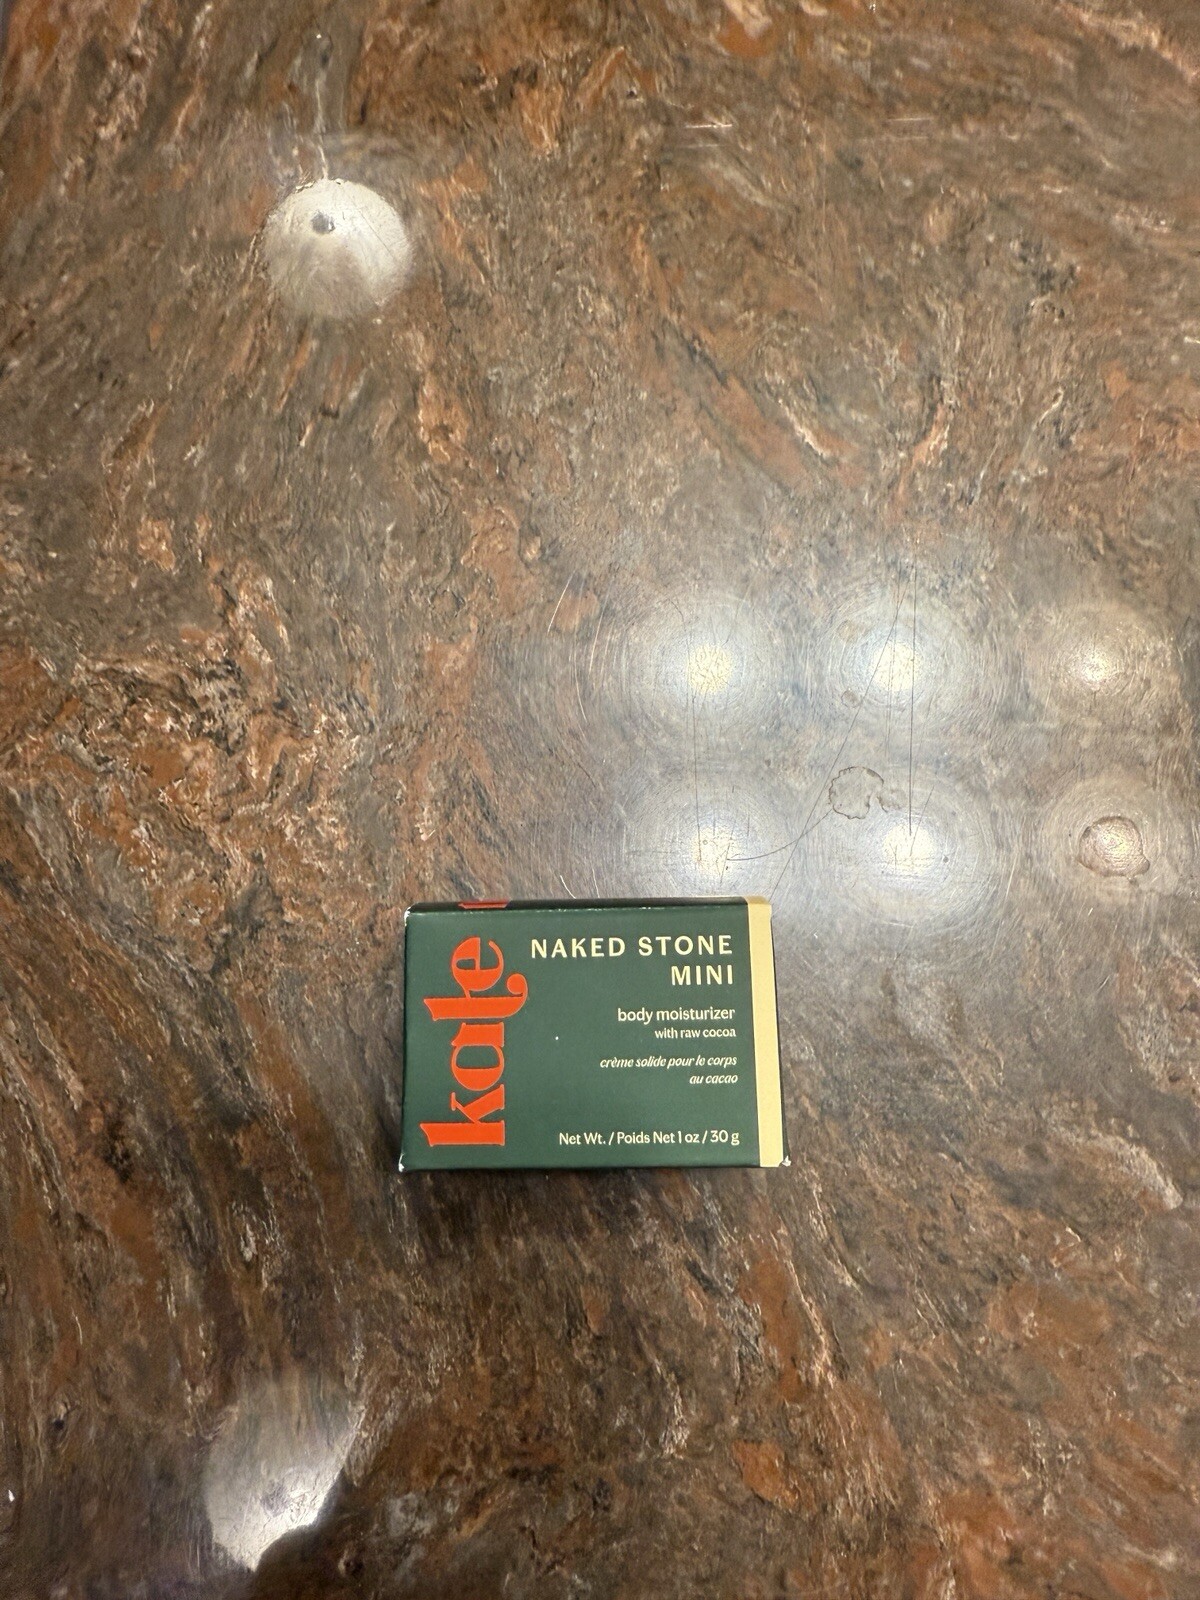 kate
NAKED STONE
MINI
body moisturizer
with raw cocoa
crème solide pour le corps
au cacao
Net Wt. / Poids Net 1 oz / 30 g